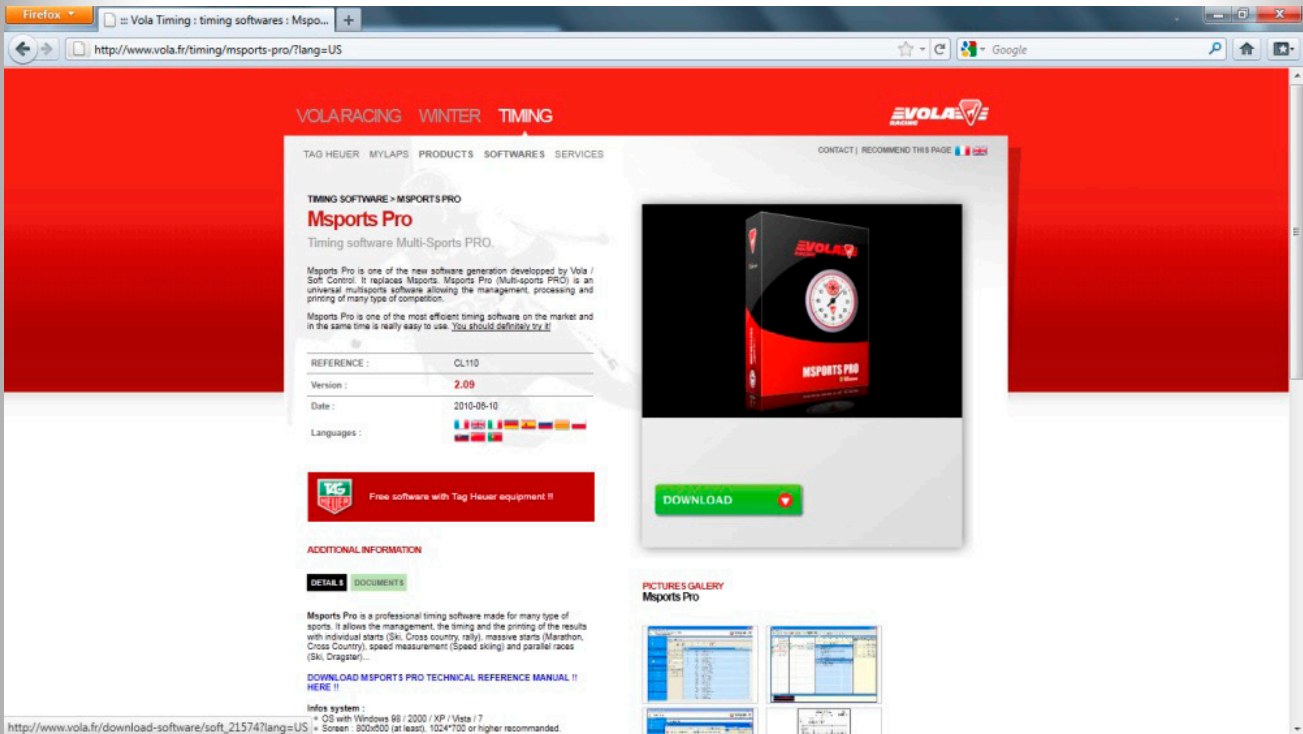 Firefox
::: Vola Timing : timing softwares : Mspo...
http://www.vola.fr/timing/msports-pro/?lang=US
Google
VOLA RACING WINTER TIMING
VOLA
RACING
TAG HEUER MYLAPS PRODUCTS SOFTWARES SERVICES
CONTACT | RECOMMEND THIS PAGE
TIMING SOFTWARE > MSPORTS PRO
Msports Pro
Timing software Multi-Sports PRO.
Msports Pro is one of the new software generation developped by Vola /
Soft Control. It replaces Msports. Msports Pro (Multi-sports PRO) is an
universal multisports software allowing the management, processing and
printing of many type of competition.
Msports Pro is one of the most efficient timing software on the market and
in the same time is really easy to use. You should definitely try it!
REFERENCE : CL110
Version : 2.09
Date : 2010-08-10
Languages :
TAG
HEUER
Free software with Tag Heuer equipment !!
VOLA
RACING
MSPORTS PRO
DOWNLOAD
ADDITIONAL INFORMATION
DETAILS DOCUMENTS
Msports Pro is a professional timing software made for many type of
sports. It allows the management, the timing and the printing of the results
with individual starts (Ski, Cross country, rally), massive starts (Marathon,
Cross Country), speed measurement (Speed skiing) and parallel races
(Ski, Dragster)...
DOWNLOAD MSPORTS PRO TECHNICAL REFERENCE MANUAL !!
HERE !!
Infos system :
OS with Windows 98 / 2000 / XP / Vista / 7
Screen : 800x600 (at least), 1024*700 or higher recommanded.
PICTURES GALERY
Msports Pro
http://www.vola.fr/download-software/soft_21574?lang=US